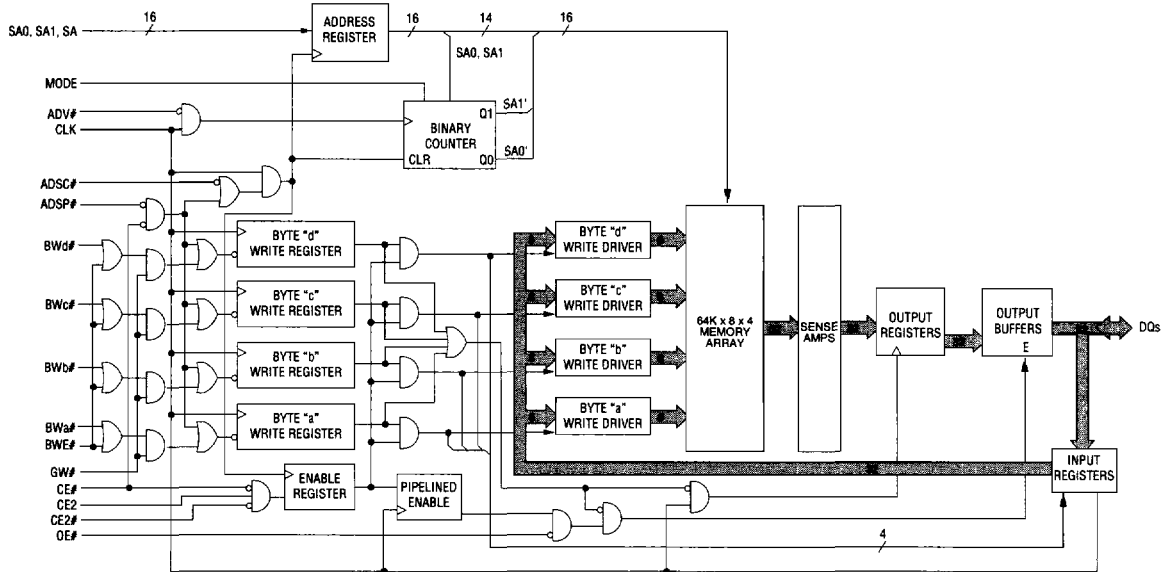 16
ADDRESS
REGISTER
16
14
16
SA0, SA1, SA
SA0, SA1
MODE
ADV#
CLK
BINARY
COUNTER
Q1
SA1'
CLR
Q0
SA0'
ADSC#
ADSP#
BWd#
BYTE "d"
WRITE REGISTER
BYTE "d"
WRITE DRIVER
BWc#
BYTE "c"
WRITE REGISTER
BYTE "c"
WRITE DRIVER
64K x 8 x 4
MEMORY
ARRAY
SENSE
AMPS
OUTPUT
REGISTERS
OUTPUT
BUFFERS
E
DQs
BWb#
BYTE "b"
WRITE REGISTER
BYTE "b"
WRITE DRIVER
BWa#
BWE#
BYTE "a"
WRITE REGISTER
BYTE "a"
WRITE DRIVER
GW#
CE#
CE2
CE2#
OE#
ENABLE
REGISTER
PIPELINED
ENABLE
INPUT
REGISTERS
4